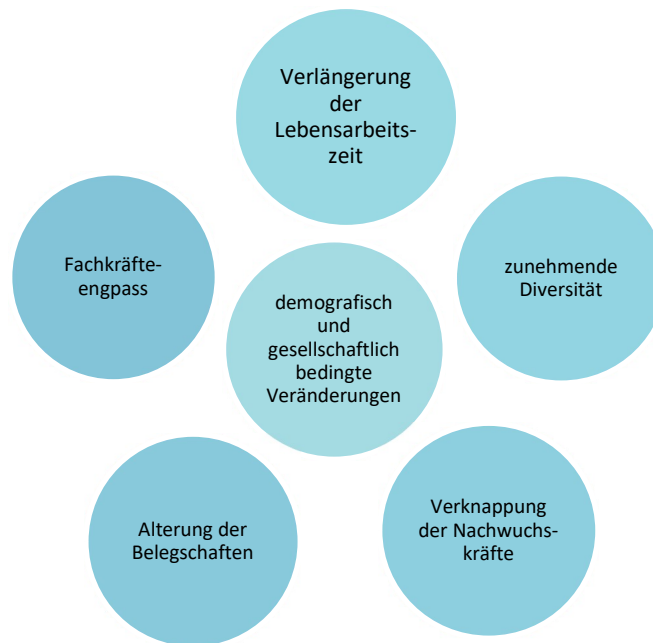 Verlängerung
der
Lebensarbeits-
zeit
Fachkräfte-
engpass
zunehmende
Diversität
demografisch
und
gesellschaftlich
bedingte
Veränderungen
Alterung der
Belegschaften
Verknappung
der Nachwuchs-
kräfte